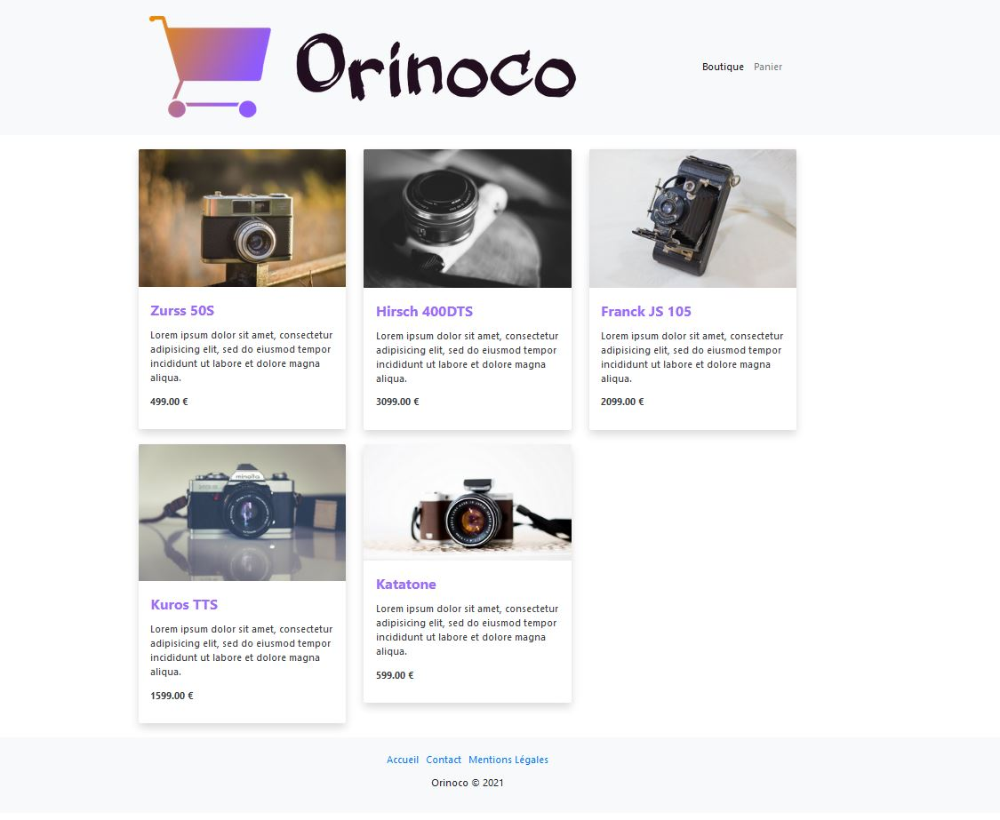 Orinoco
Boutique Panier
Zurss 50S
Lorem ipsum dolor sit amet, consectetur
adipisicing elit, sed do eiusmod tempor
incididunt ut labore et dolore magna
aliqua.
499.00 €
Hirsch 400DTS
Lorem ipsum dolor sit amet, consectetur
adipisicing elit, sed do eiusmod tempor
incididunt ut labore et dolore magna
aliqua.
3099.00 €
Franck JS 105
Lorem ipsum dolor sit amet, consectetur
adipisicing elit, sed do eiusmod tempor
incididunt ut labore et dolore magna
aliqua.
2099.00 €
minolta
Kuros TTS
Lorem ipsum dolor sit amet, consectetur
adipisicing elit, sed do eiusmod tempor
incididunt ut labore et dolore magna
aliqua.
1599.00 €
Katatone
Lorem ipsum dolor sit amet, consectetur
adipisicing elit, sed do eiusmod tempor
incididunt ut labore et dolore magna
aliqua.
599.00 €
Accueil Contact Mentions Légales
Orinoco © 2021